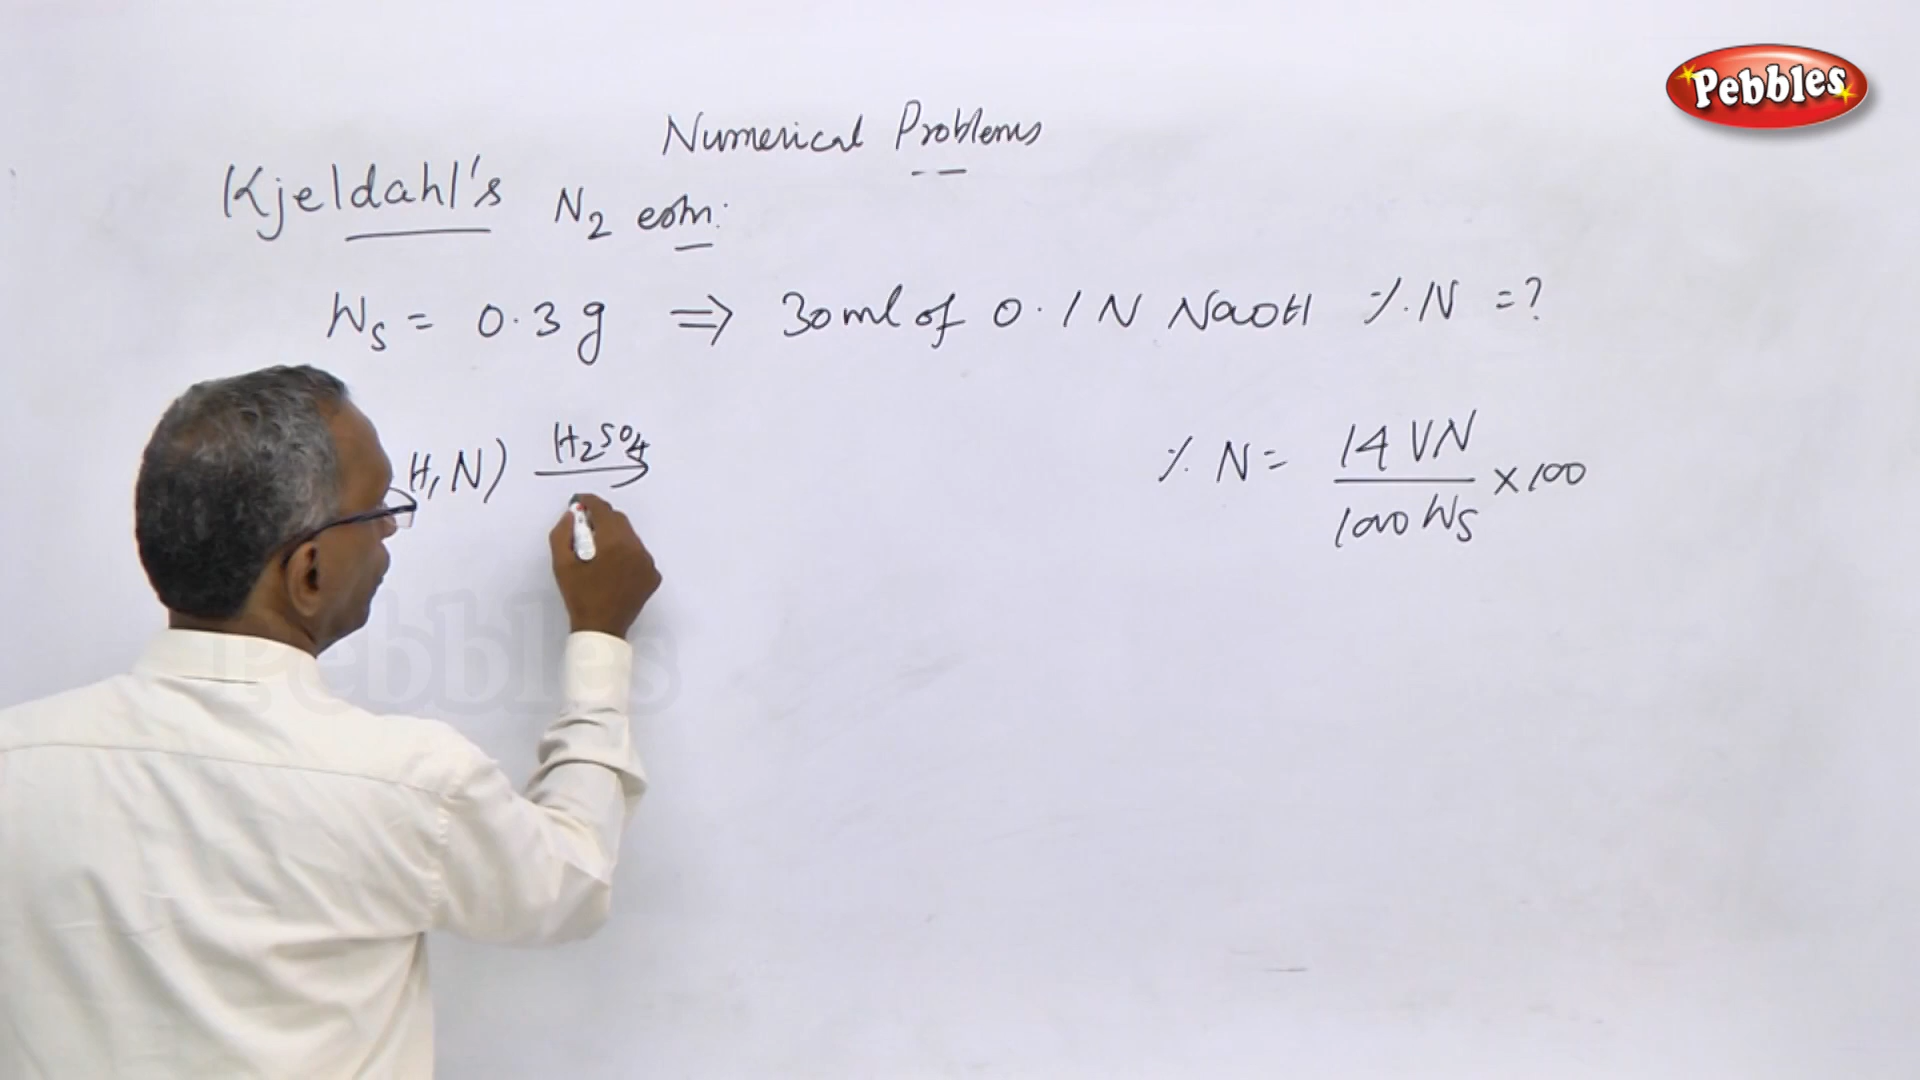 Pebbles
Numerical Problems
Kjeldahl's N2 estn:
Ws = 0.3 g ⇒ 30 ml of 0.1 N NaOH %. N = ?
H, N) H2SO4 →
% N = 14 VN / 1000 Ws × 100
Pebbles